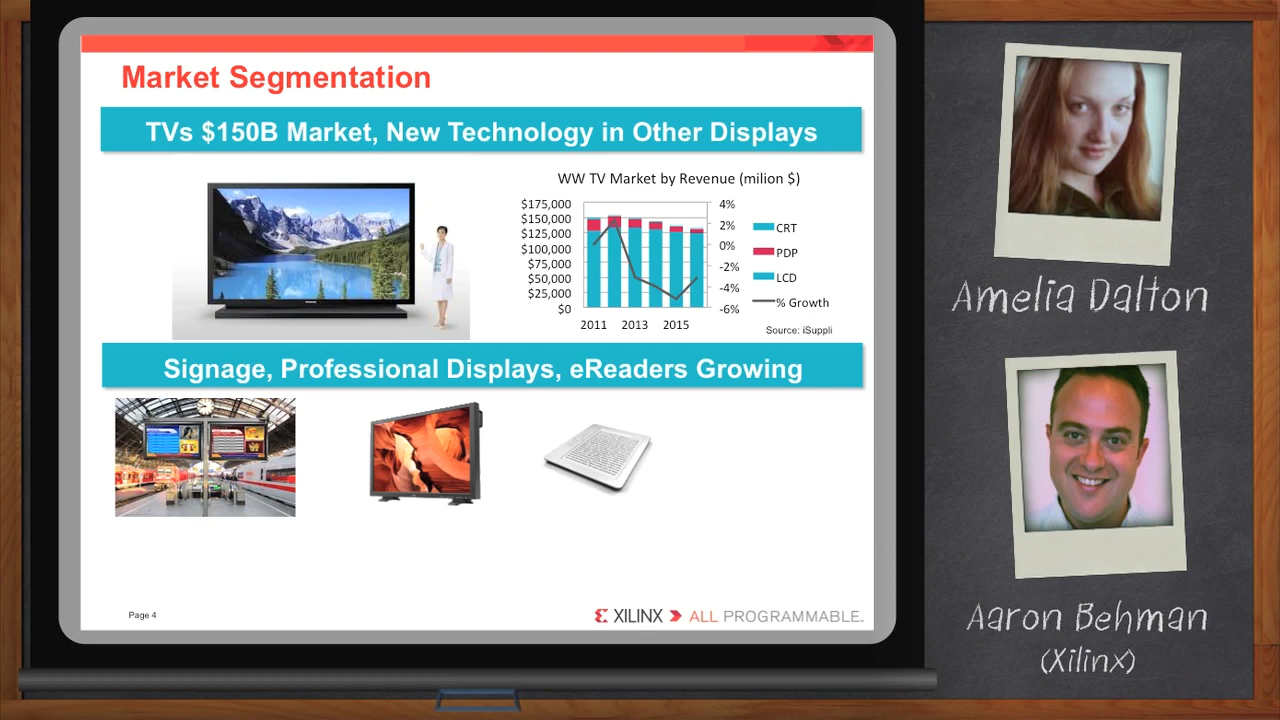 Market Segmentation
TVs $150B Market, New Technology in Other Displays
WW TV Market by Revenue (milion $)
$175,000
$150,000
$125,000
$100,000
$75,000
$50,000
$25,000
$0
4%
2%
0%
-2%
-4%
-6%
2011 2013 2015
CRT
PDP
LCD
% Growth
Source: iSuppli
Signage, Professional Displays, eReaders Growing
Page 4
XILINX ALL PROGRAMMABLE.
Amelia Dalton
Aaron Behman
(Xilinx)